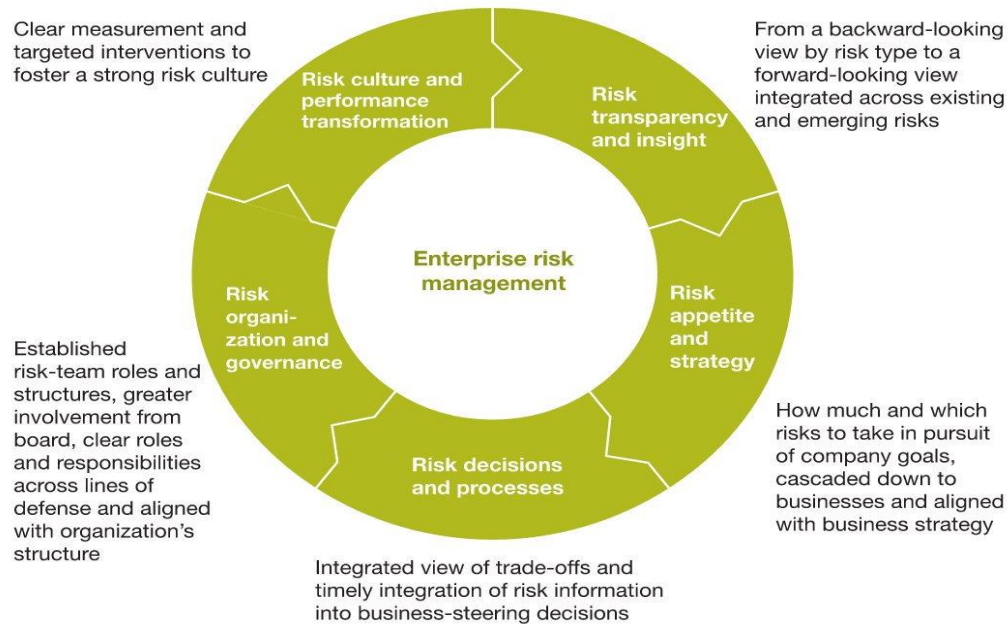 Clear measurement and
targeted interventions to
foster a strong risk culture
Risk culture and
performance
transformation
From a backward-looking
view by risk type to a
forward-looking view
integrated across existing
and emerging risks
Risk
transparency
and insight
Enterprise risk
management
Risk
appetite
and
strategy
How much and which
risks to take in pursuit
of company goals,
cascaded down to
businesses and aligned
with business strategy
Risk decisions
and processes
Integrated view of trade-offs and
timely integration of risk information
into business-steering decisions
Risk
organi-
zation and
governance
Established
risk-team roles and
structures, greater
involvement from
board, clear roles
and responsibilities
across lines of
defense and aligned
with organization's
structure